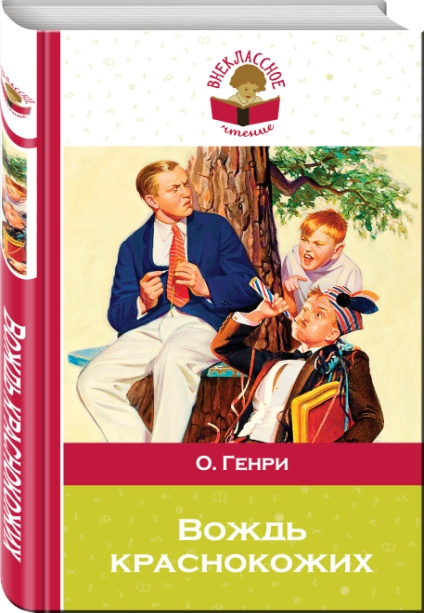 ВНЕКЛАССНОЕ
чтение
О. Генри
Вождь
краснокожих
Вождь краснокожих